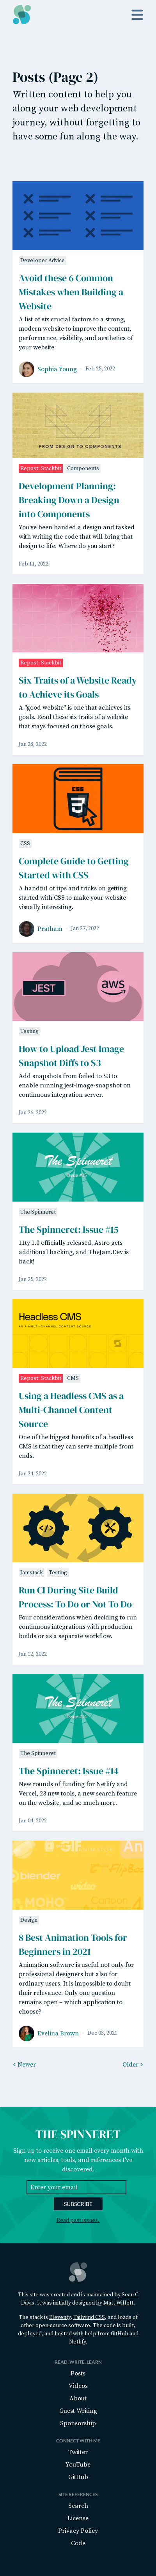 Posts (Page 2)
Written content to help you
along your web development
journey, without forgetting to
have some fun along the way.
Developer Advice
Avoid these 6 Common
Mistakes when Building a
Website
A list of six crucial factors to a strong,
modern website to improve the content,
performance, visibility, and aesthetics of
your website.
Sophia Young · Feb 25, 2022
FROM DESIGN TO COMPONENTS
Repost: Stackbit Components
Development Planning:
Breaking Down a Design
into Components
You've been handed a design and tasked
with writing the code that will bring that
design to life. Where do you start?
Feb 11, 2022
Repost: Stackbit
Six Traits of a Website Ready
to Achieve its Goals
A "good website" is one that achieves its
goals. Read these six traits of a website
that stays focused on those goals.
Jan 28, 2022
CSS
3
CSS
Complete Guide to Getting
Started with CSS
A handful of tips and tricks on getting
started with CSS to make your website
visually interesting.
Pratham · Jan 27, 2022
JEST
aws
Testing
How to Upload Jest Image
Snapshot Diffs to S3
Add snapshots from failed to S3 to
enable running jest-image-snapshots on
continuous integration server.
Jan 26, 2022
The Spinneret
The Spinneret
The Spinneret: Issue #15
11ty 1.0 officially released, Astro gets
additional backing, and TheJam.Dev is
back!
Jan 25, 2022
Headless CMS
AS A MULTI-CHANNEL CONTENT SOURCE
Repost: Stackbit CMS
Using a Headless CMS as a
Multi-Channel Content
Source
One of the biggest benefits of a headless
CMS is that they can serve multiple front
ends.
Jan 24, 2022
Jamstack Testing
Run CI During Site Build
Process: To Do or Not To Do
Four considerations when deciding to run
continuous integrations with production
builds or as a separate workflow.
Jan 12, 2022
The Spinneret
The Spinneret
The Spinneret: Issue #14
New rounds of funding for Netlify and
Vercel, 23 new tools, a new search feature
on the website, and so much more.
Jan 04, 2022
GIF
Animaker
FlipBo
blender
MOHO
Cartoon
Design
8 Best Animation Tools for
Beginners in 2021
Animation software is useful not only for
professional designers but also for
ordinary users. It is impossible to doubt
their relevance. Only one question
remains open – which application to
choose?
Evelina Brown · Dec 03, 2021
< Newer Older >
THE SPINNERET
Sign up to receive one email every month with
new articles, tools, and references I've
discovered.
Enter your email
SUBSCRIBE
Read past issues.
This site was created and is maintained by Sean C
Davis. It was initially designed by Matt Willett.
The stack is Eleventy, Tailwind CSS, and loads of
other open-source software. The code is built,
deployed, and hosted with help from GitHub and
Netlify.
READ, WRITE, LEARN
Posts
Videos
About
Guest Writing
Sponsorship
CONNECT WITH ME
Twitter
YouTube
GitHub
SITE REFERENCES
Search
License
Privacy Policy
Code